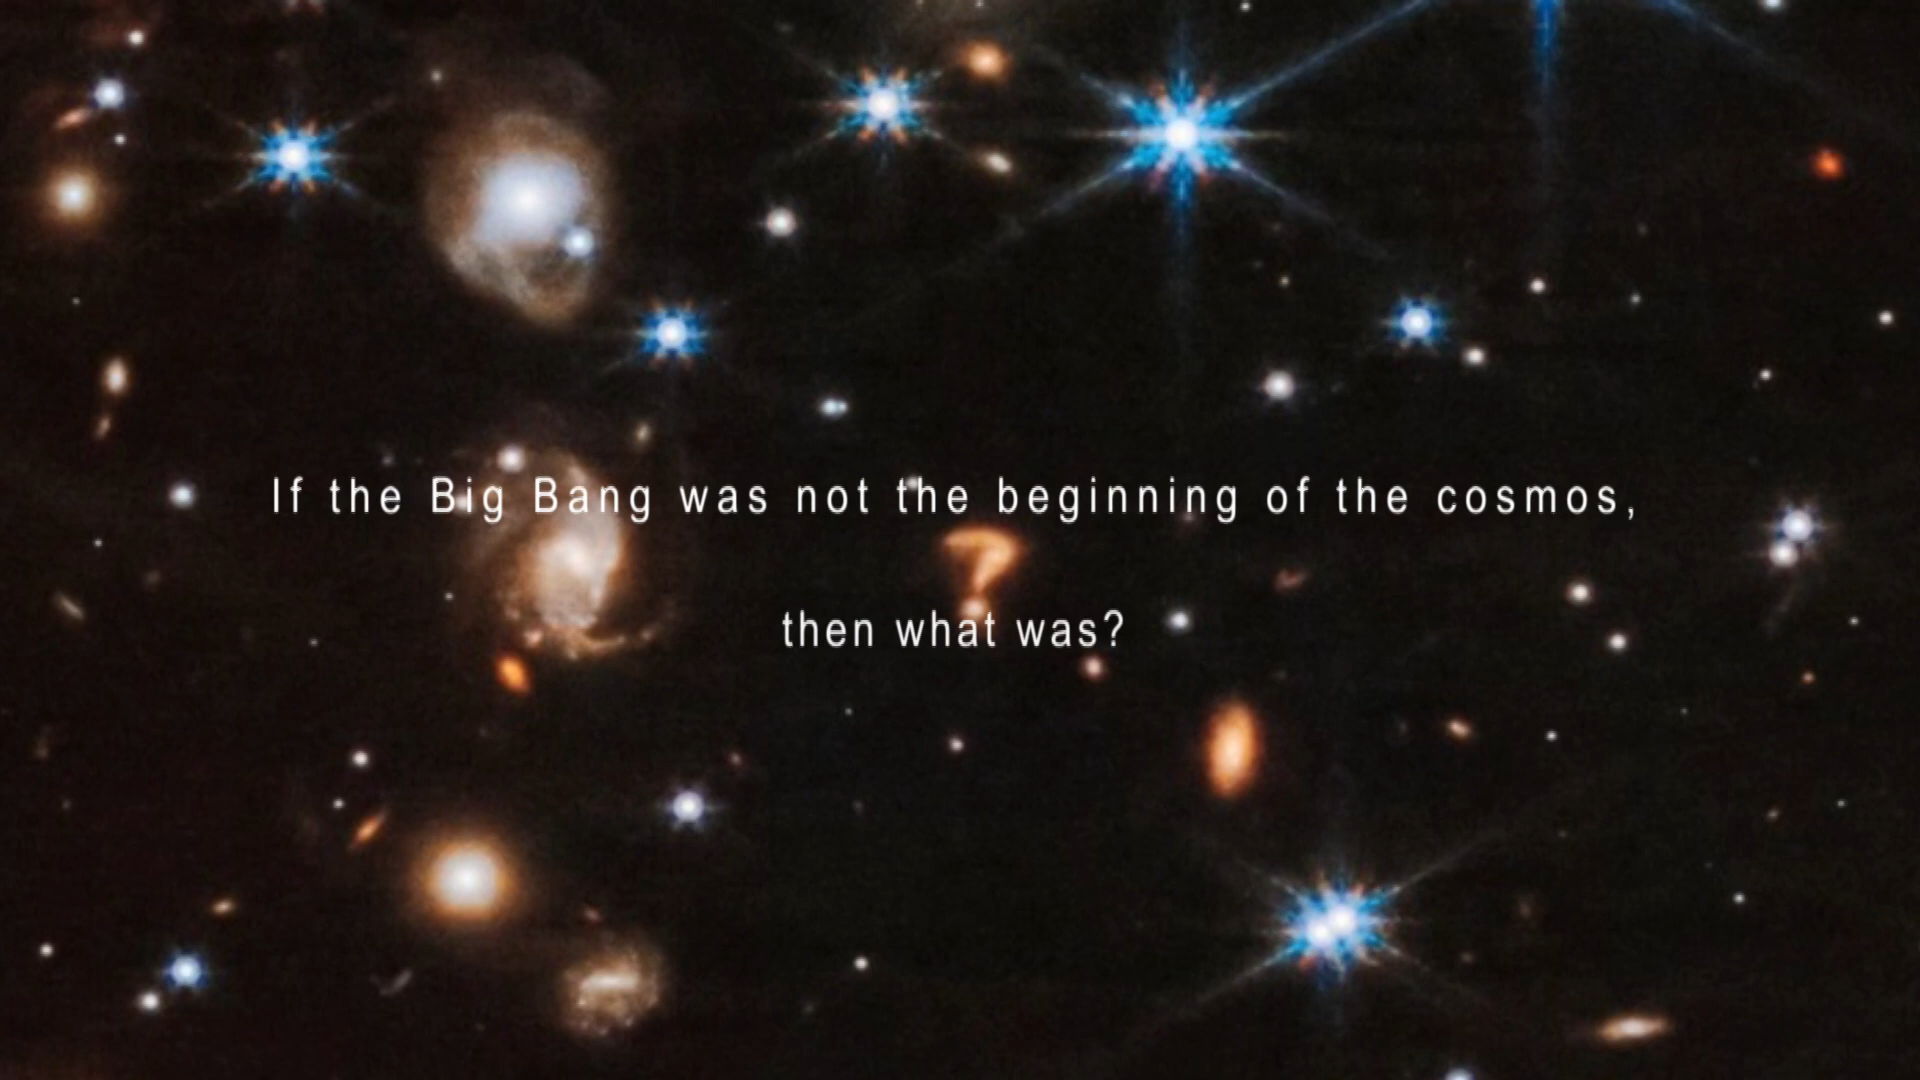 If the Big Bang was not the beginning of the cosmos,
then what was?